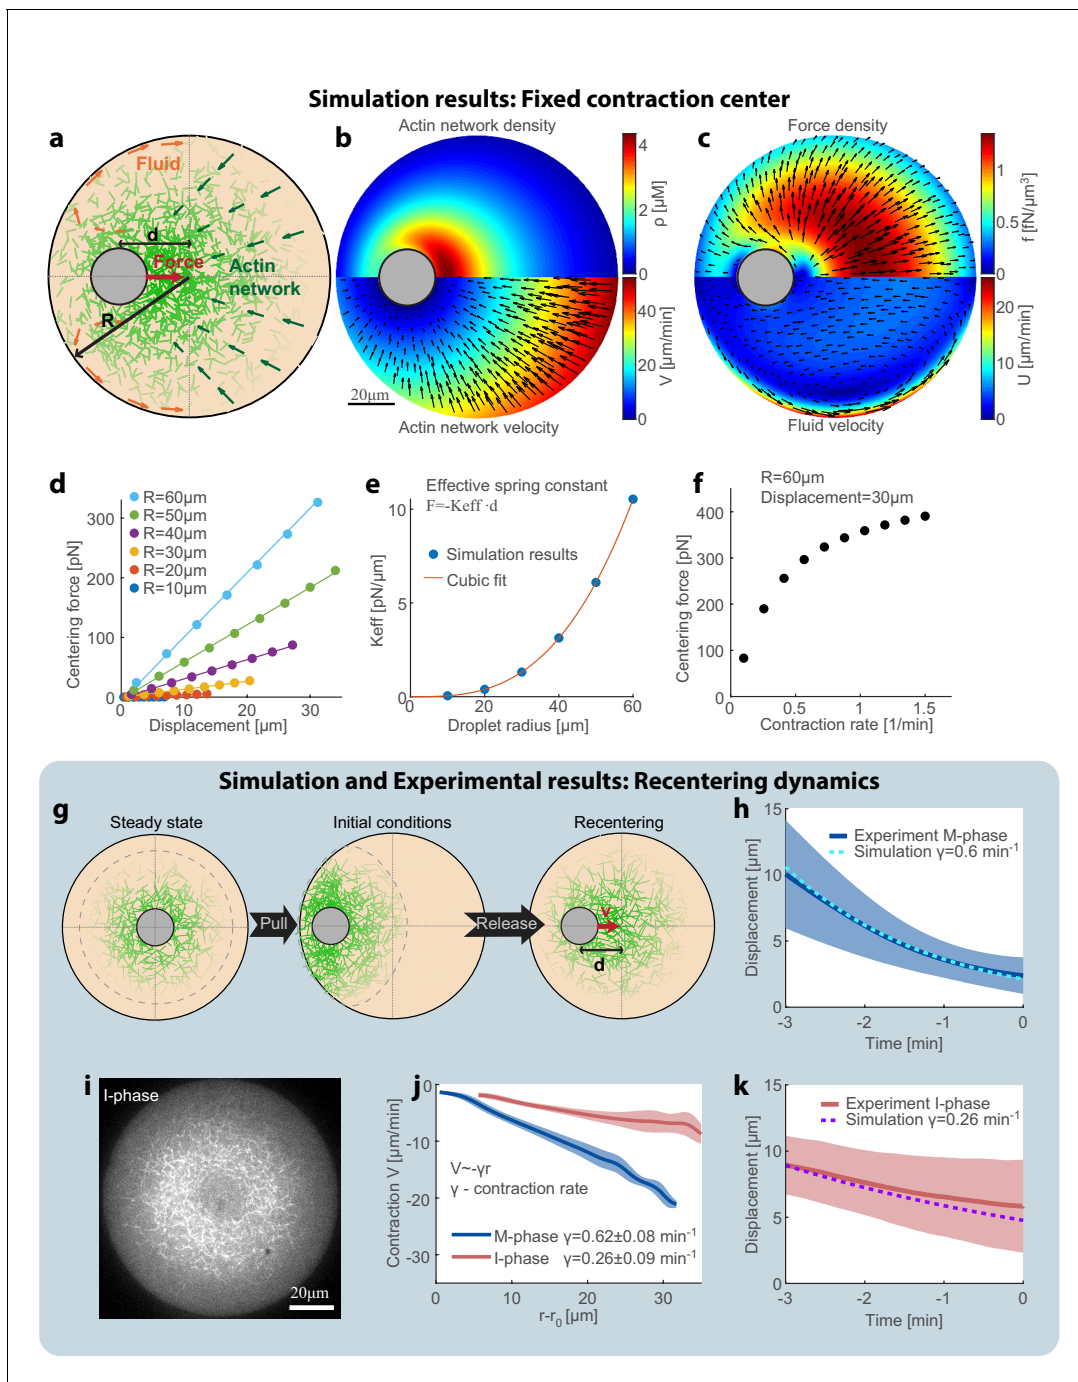 Simulation results: Fixed contraction center
a
Fluid
d
Force
Actin
network
R
b
Actin network density
4
2
0
ρ [µM]
40
20
0
V [µm/min]
20µm
Actin network velocity
c
Force density
1
0.5
0
f [fN/µm³]
20
10
0
U [µm/min]
Fluid velocity
d
R=60µm
R=50µm
R=40µm
R=30µm
R=20µm
R=10µm
Centering force [pN]
300
200
100
0
0 10 20 30
Displacement [µm]
e
Effective spring constant
F=-Keff ·d
Simulation results
Cubic fit
Keff [pN/µm]
10
5
0
0 20 40 60
Droplet radius [µm]
f
R=60µm
Displacement=30µm
Centering force [pN]
400
300
200
100
0
0 0.5 1 1.5
Contraction rate [1/min]
Simulation and Experimental results: Recentering dynamics
g
Steady state
Initial conditions
Recentering
Pull
Release
v
d
h
Experiment M-phase
Simulation γ=0.6 min⁻¹
Displacement [µm]
15
10
5
0
-3 -2 -1 0
Time [min]
i
I-phase
20µm
j
Contraction V [µm/min]
0
-10
-20
-30
V~-γr
γ - contraction rate
M-phase γ=0.62±0.08 min⁻¹
I-phase γ=0.26±0.09 min⁻¹
0 10 20 30
r-r₀ [µm]
k
Experiment I-phase
Simulation γ=0.26 min⁻¹
Displacement [µm]
15
10
5
0
-3 -2 -1 0
Time [min]